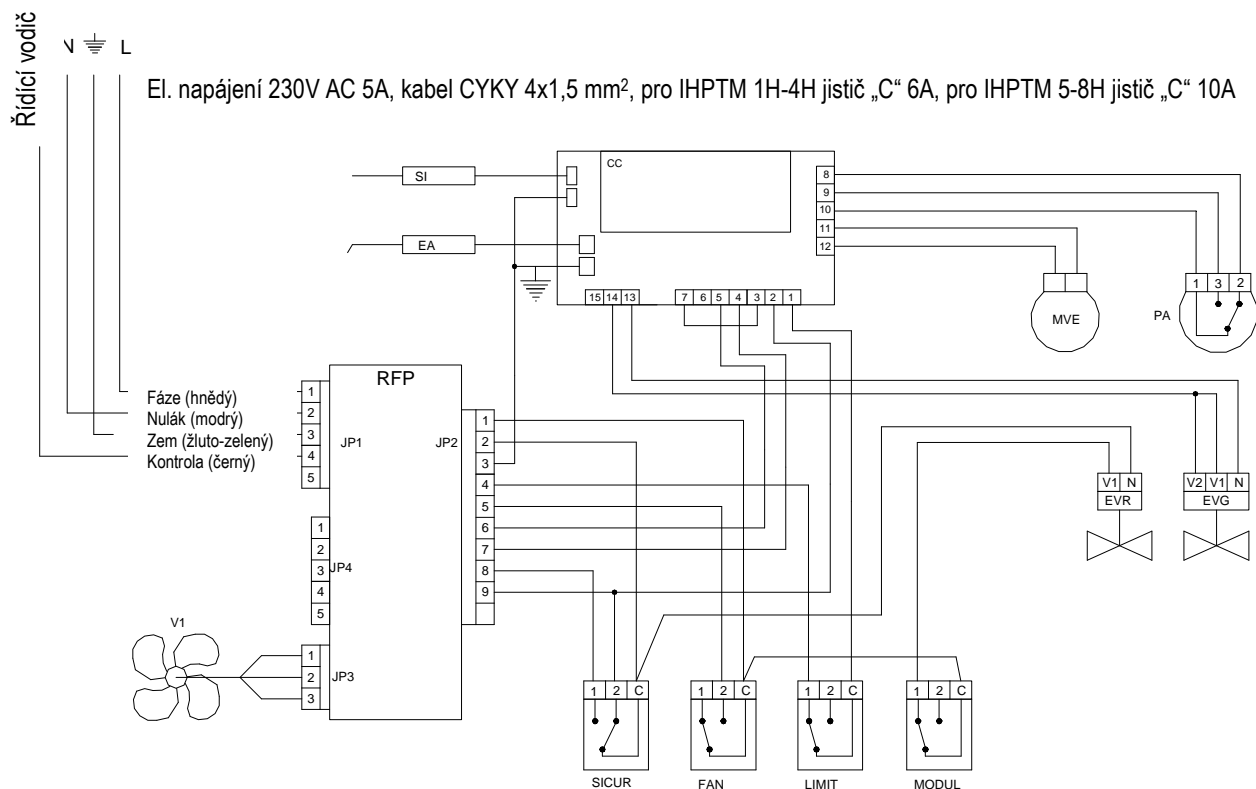 Řídící vodič
N L
El. napájení 230V AC 5A, kabel CYKY 4x1,5 mm², pro IHPTM 1H-4H jistič „C“ 6A, pro IHPTM 5-8H jistič „C“ 10A
CC
SI
EA
8
9
10
11
12
15 14 13 7 6 5 4 3 2 1
MVE
PA
1 3 2
RFP
Fáze (hnědý)
Nulák (modrý)
Zem (žluto-zelený)
Kontrola (černý)
JP1
1
2
3
4
5
JP2
1
2
3
4
5
6
7
8
9
JP4
1
2
3
4
5
V1 N
EVR
V2 V1 N
EVG
V1
JP3
1
2
3
1 2 C
SICUR
1 2 C
FAN
1 2 C
LIMIT
1 2 C
MODUL